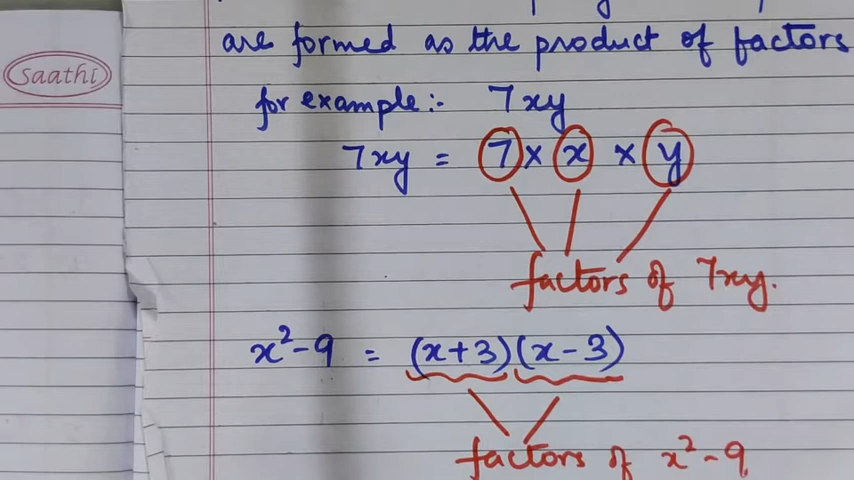 Saathi
are formed as the product of factors
for example:- 7xy
7xy = 7 × x × y
factors of 7xy.
x²-9 = (x+3)(x-3)
factors of x²-9